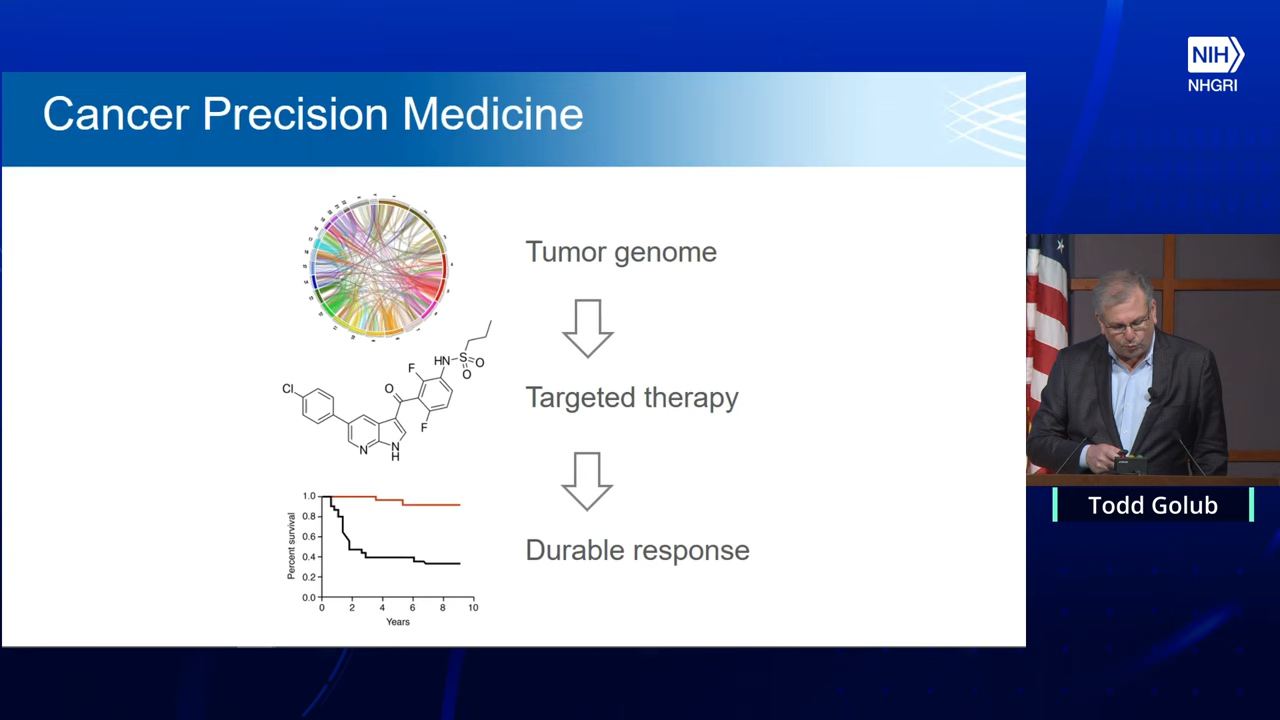 NIH
NHGRI
Cancer Precision Medicine
Tumor genome
HN
S
O
O
F
O
Cl
F
N
N
H
Targeted therapy
1.0
0.8
0.6
0.4
0.2
0.0
Percent survival
0 2 4 6 8 10
Years
Durable response
Todd Golub